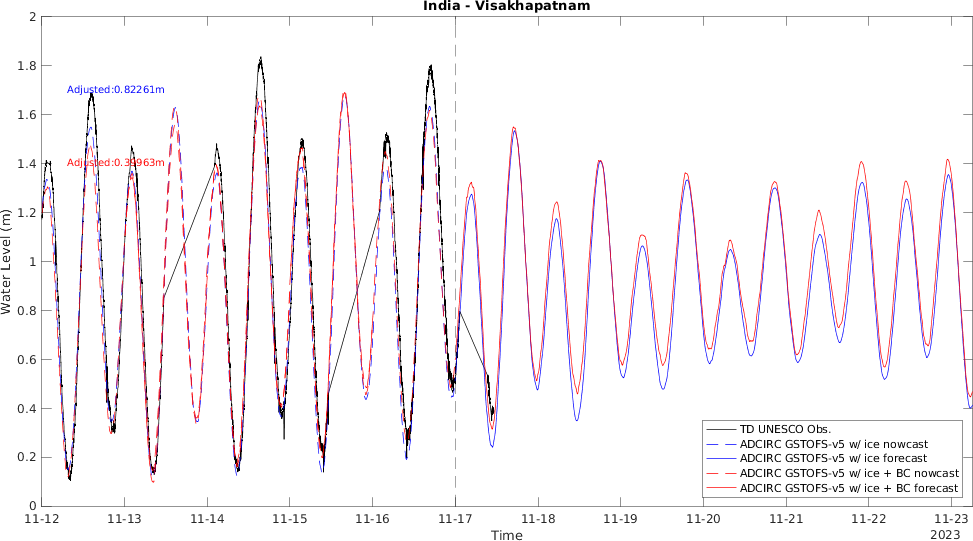 India - Visakhapatnam
2
1.8
Adjusted:0.82261m
1.6
1.4
Adjusted:0.39963m
1.2
1
0.8
0.6
0.4
0.2
0
Water Level (m)
TD UNESCO Obs.
ADCIRC GSTOFS-v5 w/ ice nowcast
ADCIRC GSTOFS-v5 w/ ice forecast
ADCIRC GSTOFS-v5 w/ ice + BC nowcast
ADCIRC GSTOFS-v5 w/ ice + BC forecast
11-12 11-13 11-14 11-15 11-16 11-17 11-18 11-19 11-20 11-21 11-22 11-23
Time
2023